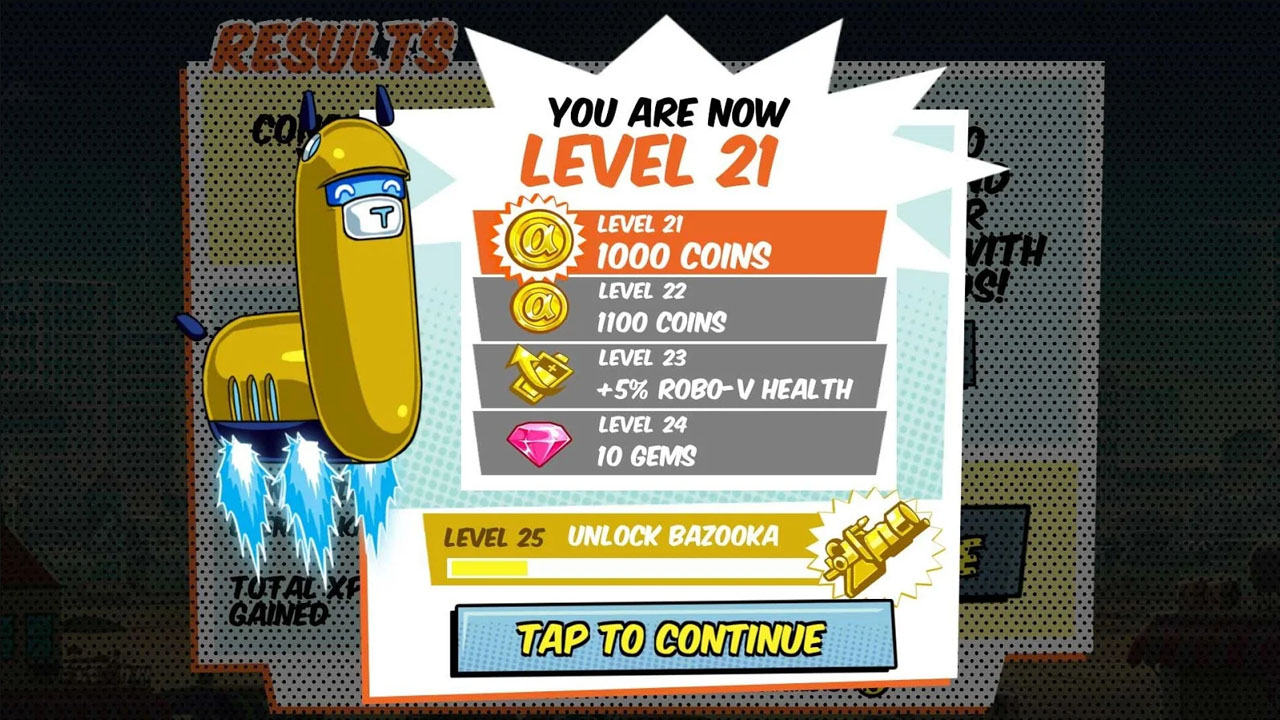 RESULTS
YOU ARE NOW
LEVEL 21
T
LEVEL 21
1000 COINS
LEVEL 22
1100 COINS
LEVEL 23
+5% ROBO-V HEALTH
LEVEL 24
10 GEMS
WITH
LEVEL 25 UNLOCK BAZOOKA
TAP TO CONTINUE
TOTAL XP
GAINED